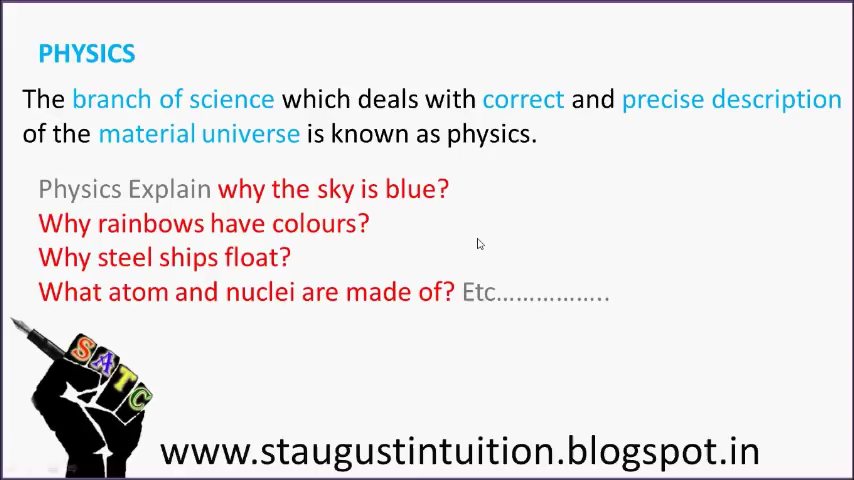 PHYSICS
The branch of science which deals with correct and precise description
of the material universe is known as physics.
Physics Explain why the sky is blue?
Why rainbows have colours?
Why steel ships float?
What atom and nuclei are made of? Etc……………..
SATC
www.staugustintuition.blogspot.in